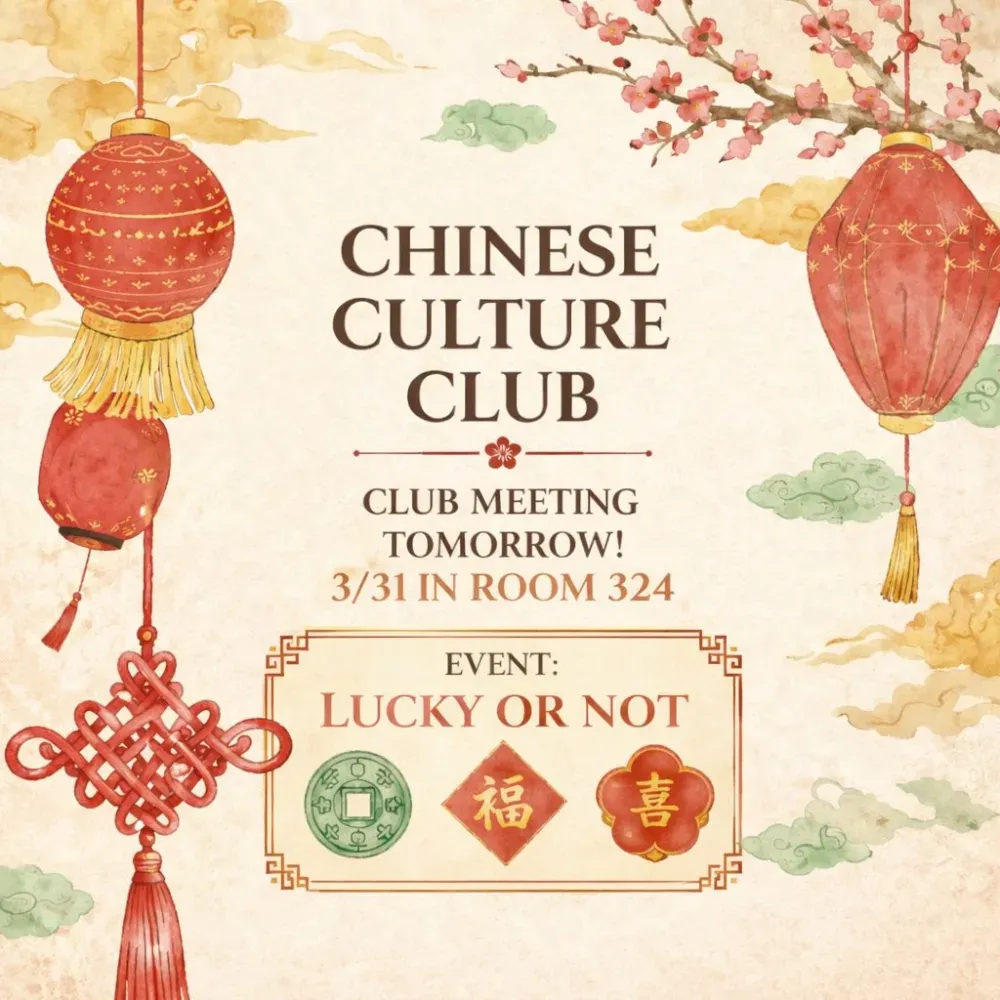 CHINESE
CULTURE
CLUB
CLUB MEETING
TOMORROW!
3/31 IN ROOM 324
EVENT:
LUCKY OR NOT
福
喜